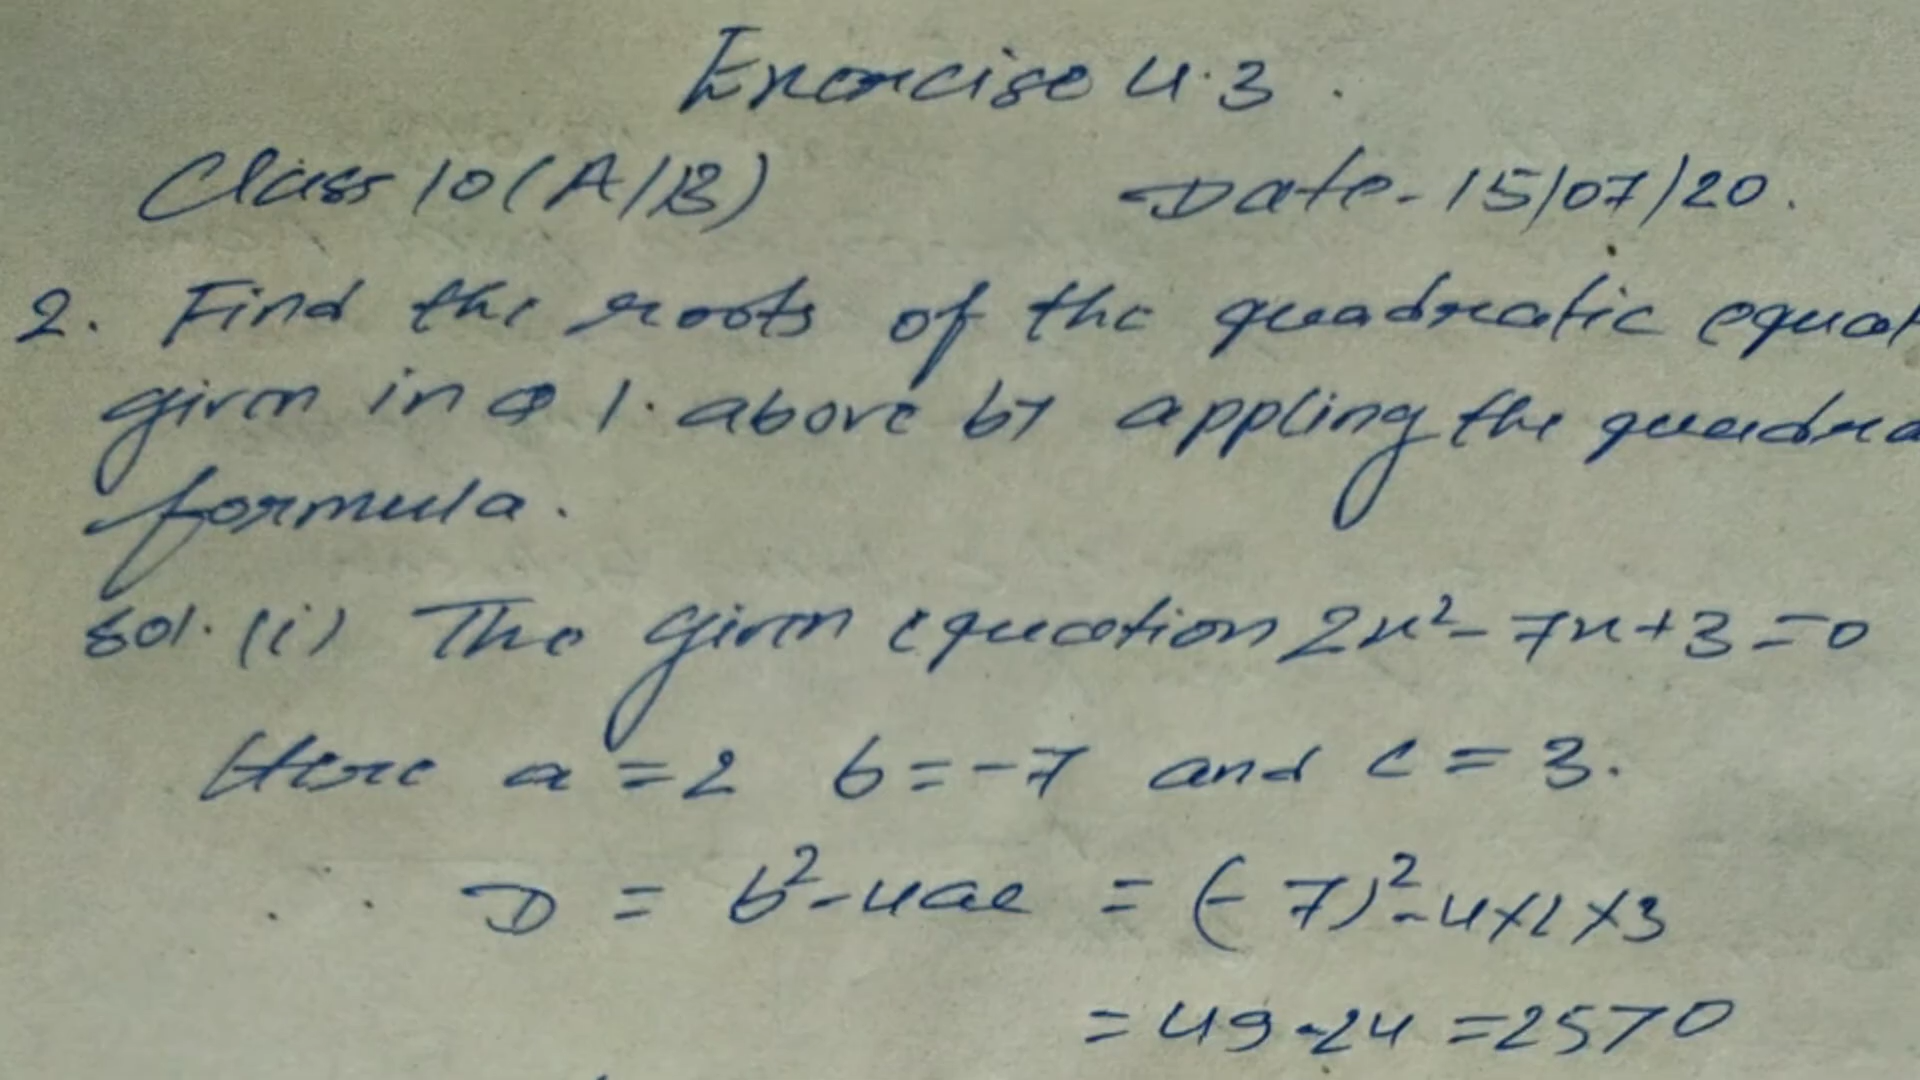 Exercise 4.3.
Class 10 (A/B) Date - 15/07/20.
2. Find the roots of the quadratic equat
given in Q 1. above by appling the quadra
formula.
Sol. (i) The given equation 2x² - 7x + 3 = 0
Here a = 2 b = -7 and c = 3.
∴ D = b² - 4ac = (-7)² - 4×2×3
= 49 - 24 = 25 > 0